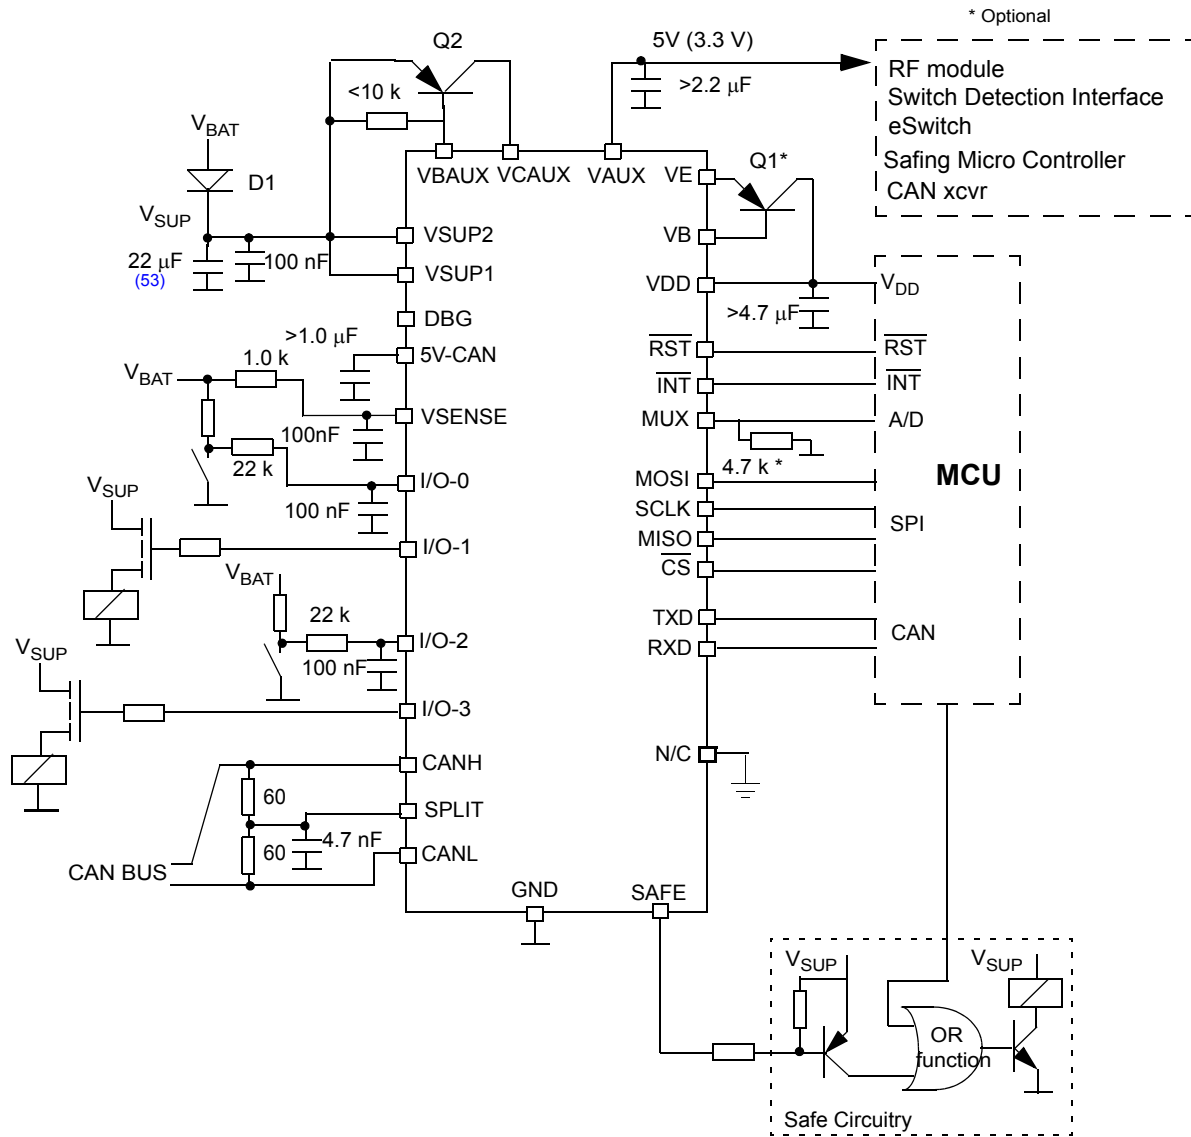 * Optional
Q2
5V (3.3 V)
RF module
Switch Detection Interface
eSwitch
Safing Micro Controller
CAN xcvr
<10 k
>2.2 μF
VBAT
D1
VSUP
22 μF
(53)
100 nF
VBAUX
VCAUX
VAUX
VE
Q1*
VB
VSUP2
VSUP1
VDD
VDD
>4.7 μF
DBG
>1.0 μF
5V-CAN
RST
RST
INT
INT
VBAT
1.0 k
VSENSE
100nF
MUX
A/D
4.7 k *
MCU
22 k
I/O-0
100 nF
MOSI
SCLK
SPI
MISO
CS
VSUP
I/O-1
VBAT
22 k
I/O-2
100 nF
TXD
RXD
CAN
VSUP
I/O-3
N/C
CANH
60
SPLIT
4.7 nF
60
CANL
CAN BUS
GND
SAFE
VSUP
VSUP
OR
function
Safe Circuitry